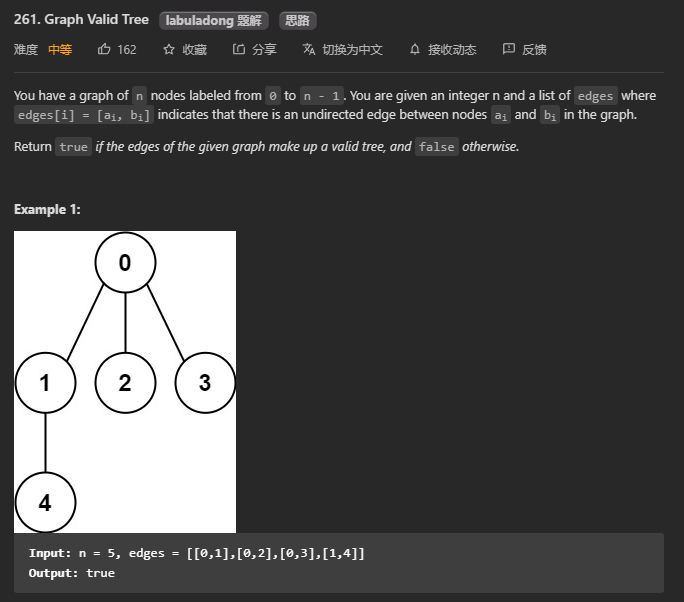 261. Graph Valid Tree labuladong 题解 思路
难度 中等 162 收藏 分享 切换为中文 接收动态 反馈
You have a graph of n nodes labeled from 0 to n - 1. You are given an integer n and a list of edges where
edges[i] = [aᵢ, bᵢ] indicates that there is an undirected edge between nodes aᵢ and bᵢ in the graph.
Return true if the edges of the given graph make up a valid tree, and false otherwise.
Example 1:
0
1 2 3
4
Input: n = 5, edges = [[0,1],[0,2],[0,3],[1,4]]
Output: true